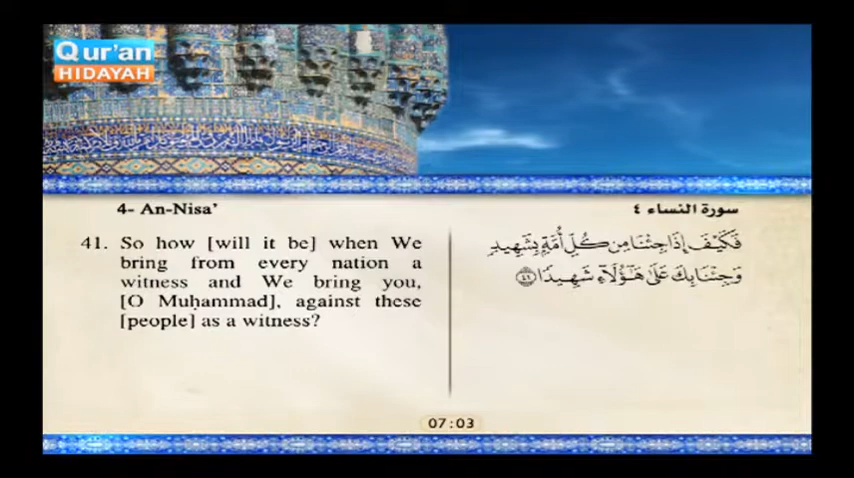 Qur'an
HIDAYAH
4- An-Nisa'
سورة النساء ٤
41. So how [will it be] when We
bring from every nation a
witness and We bring you,
[O Muḥammad], against these
[people] as a witness?
فَكَيْفَ إِذَا جِئْنَا مِن كُلِّ أُمَّةٍۭ بِشَهِيدٍۢ
وَجِئْنَا بِكَ عَلَىٰ هَـٰٓؤُلَآءِ شَهِيدًۭا ٤١
07:03